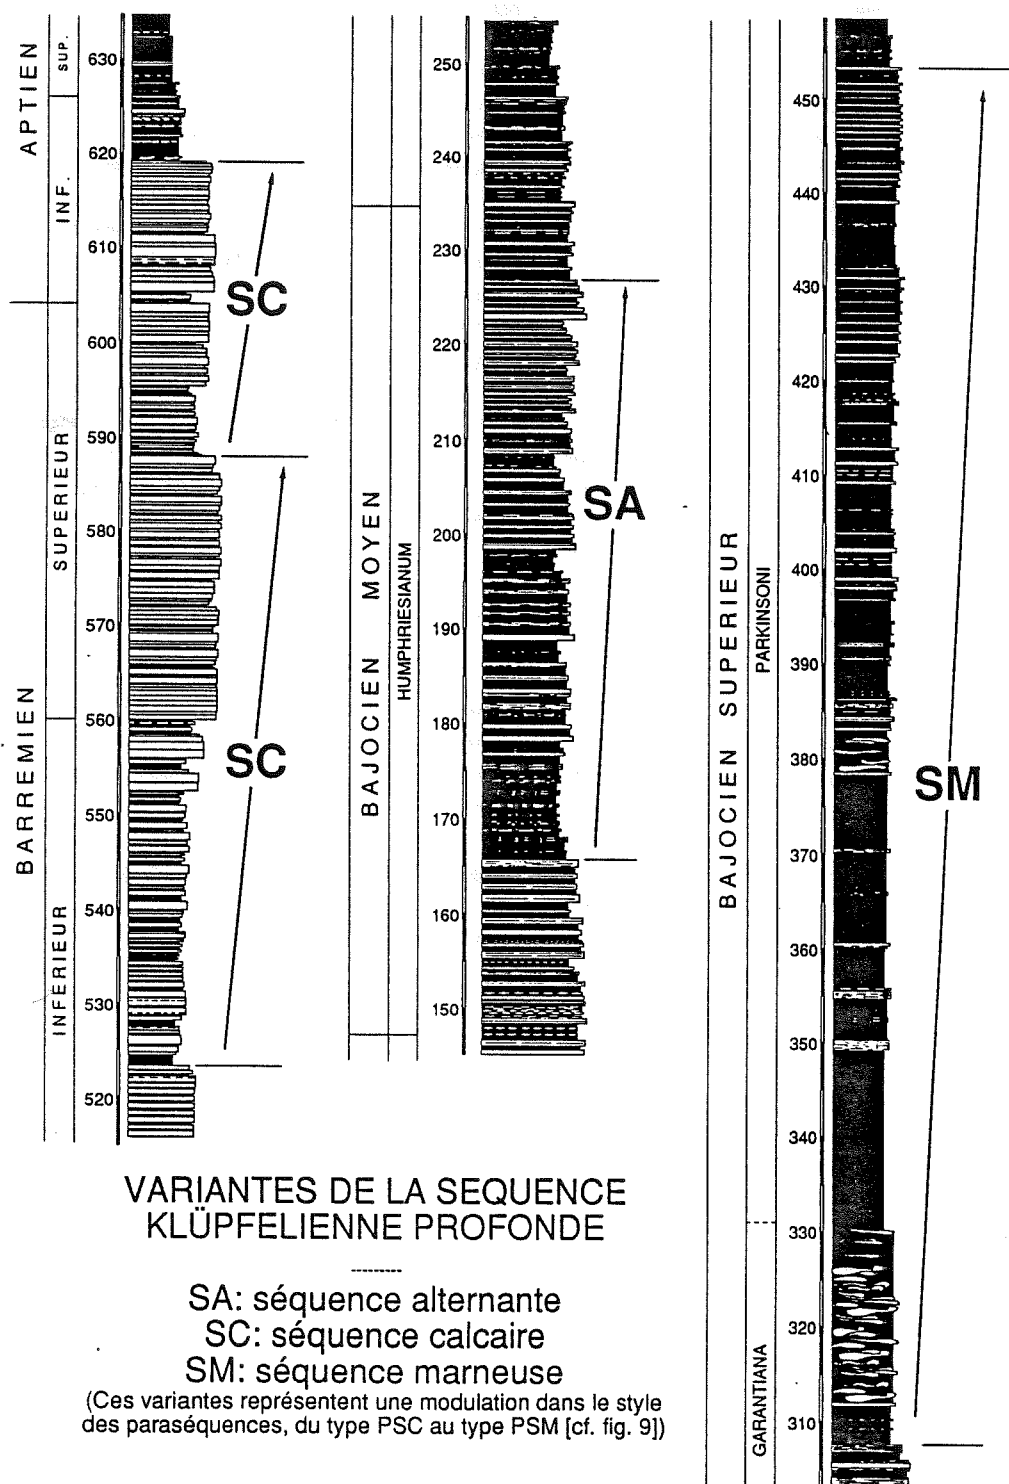 APTIEN
SUP.
INF.
BARREMIEN
SUPERIEUR
INFERIEUR
630
620
610
600
590
580
570
560
550
540
530
520
SC
SC
BAJOCIEN MOYEN
HUMPHRIESIANUM
250
240
230
220
210
200
190
180
170
160
150
SA
BAJOCIEN SUPERIEUR
PARKINSONI
GARANTIANA
450
440
430
420
410
400
390
380
370
360
350
340
330
320
310
SM
VARIANTES DE LA SEQUENCE
KLÜPFELIENNE PROFONDE
SA: séquence alternante
SC: séquence calcaire
SM: séquence marneuse
(Ces variantes représentent une modulation dans le style
des paraséquences, du type PSC au type PSM [cf. fig. 9])